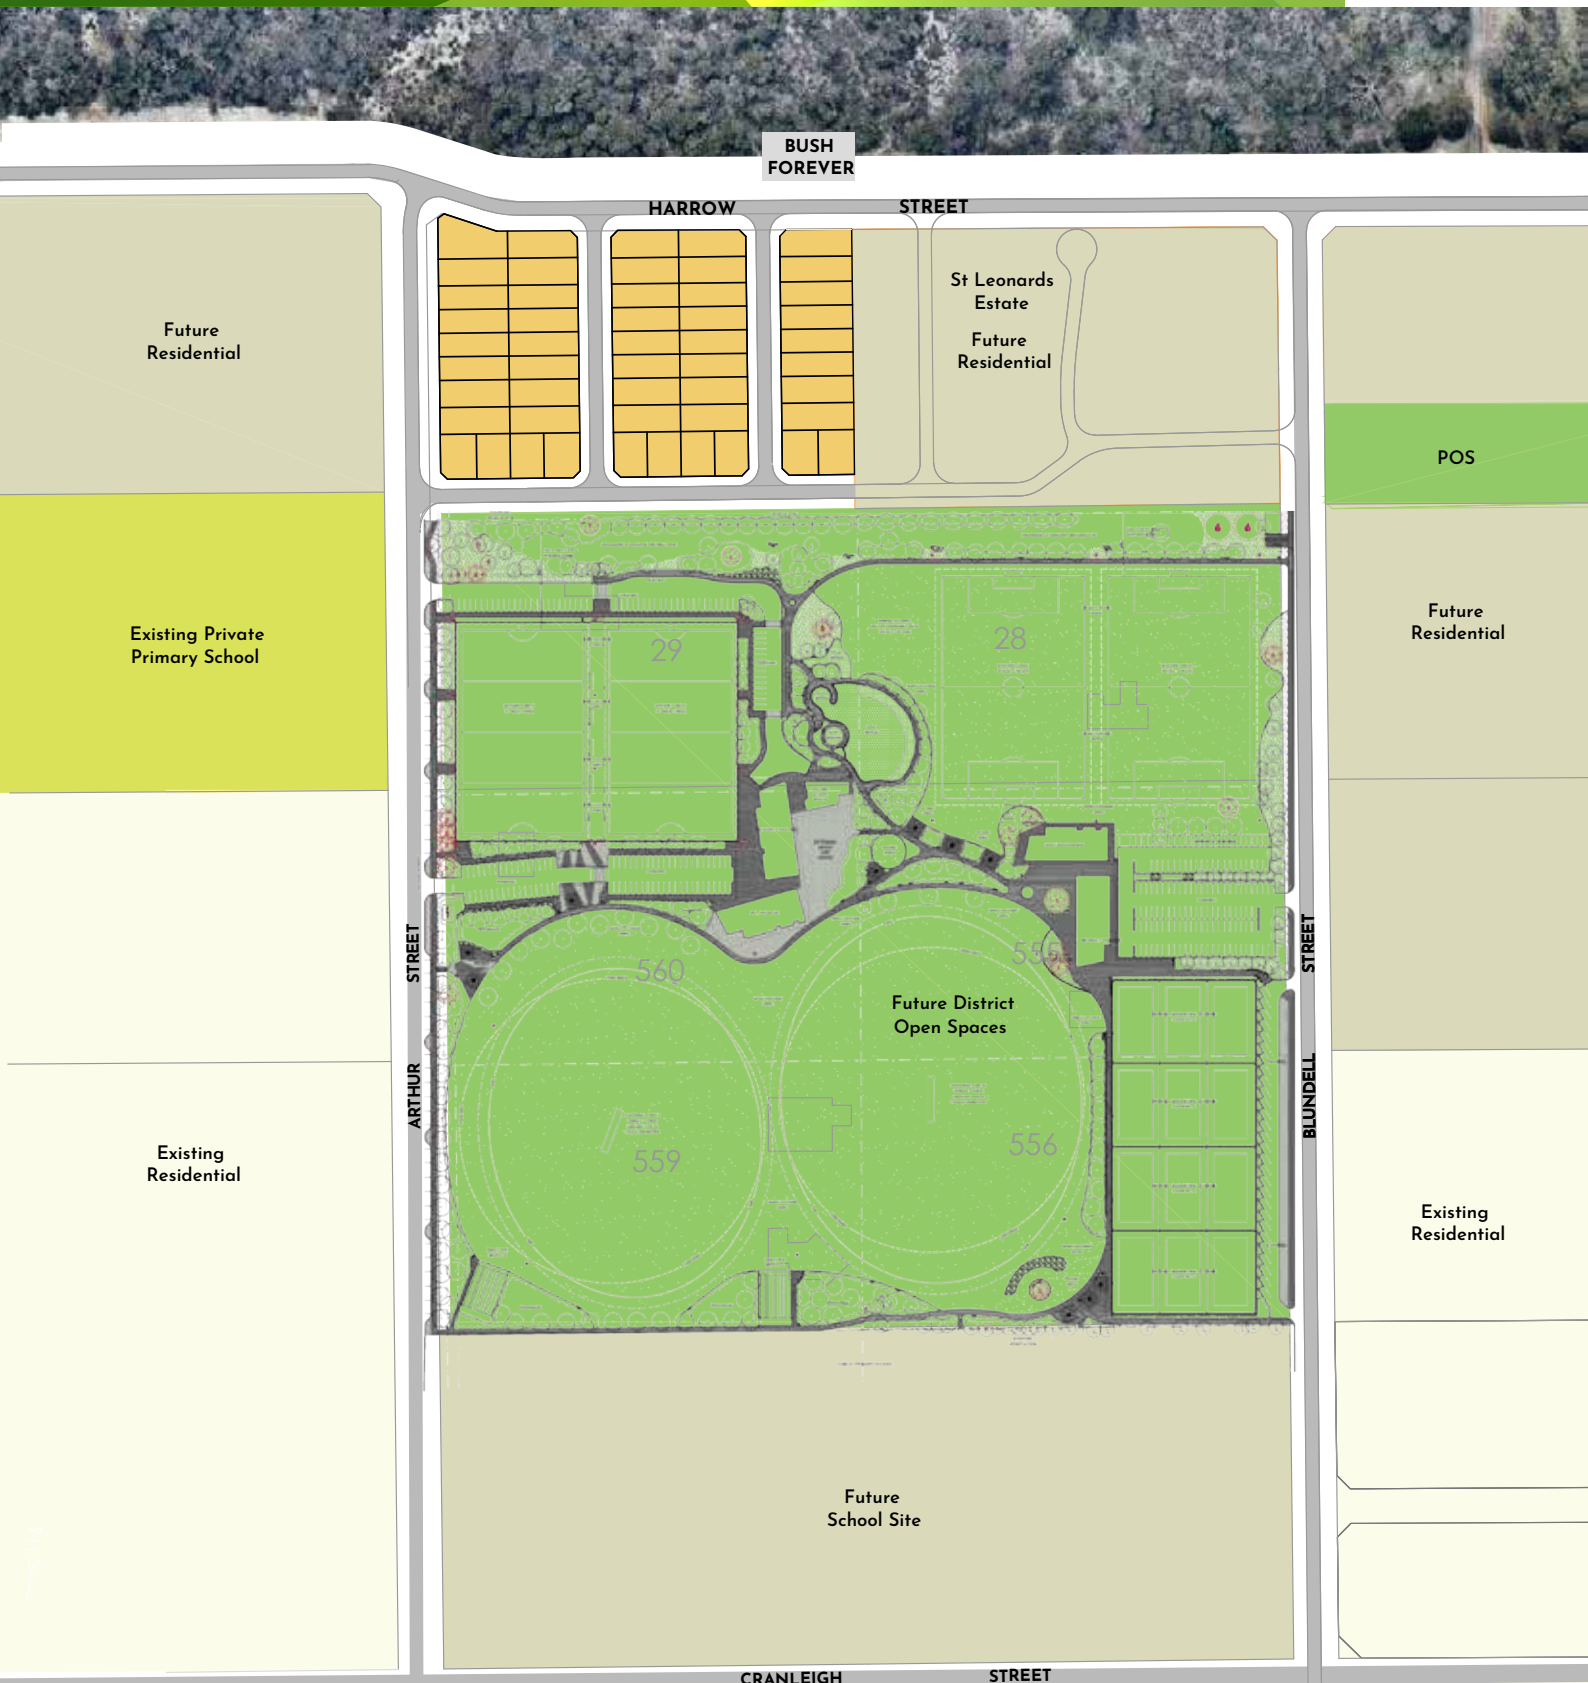 BUSH
FOREVER
HARROW STREET
St Leonards
Estate
Future
Residential
Future
Residential
POS
Existing Private
Primary School
29
28
Future
Residential
560
555
Future District
Open Spaces
STREET
ARTHUR
STREET
BLUNDELL
559
556
Existing
Residential
Existing
Residential
Future
School Site
CRANLEIGH STREET